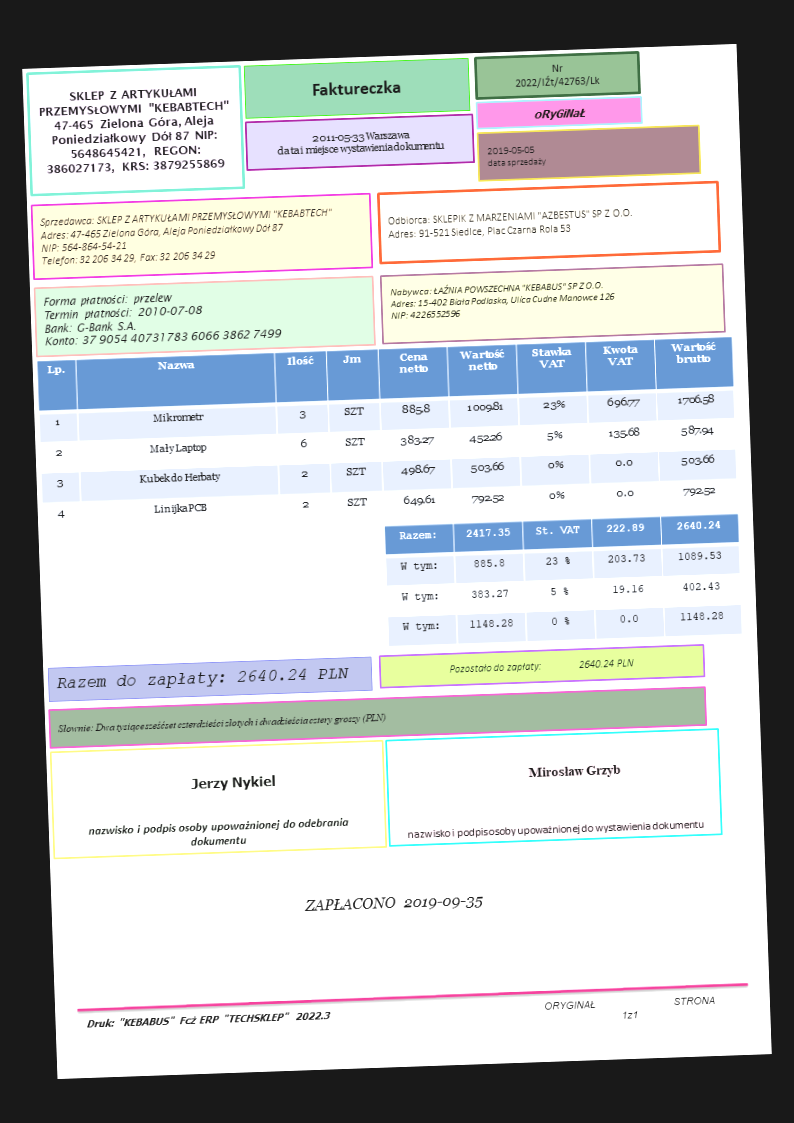 SKLEP Z ARTYKUŁAMI
PRZEMYSŁOWYMI "KEBABTECH"
47-465 Zielona Góra, Aleja
Poniedziałkowy Dół 87 NIP:
5648645421, REGON:
386027173, KRS: 3879255869
Faktureczka
2011-05-33 Warszawa
data i miejsce wystawienia dokumentu
Nr
2022/IŻt/42763/Lk
oRyGiNaŁ
2019-05-05
data sprzedaży
Sprzedawca: SKLEP Z ARTYKUŁAMI PRZEMYSŁOWYMI "KEBABTECH"
Adres: 47-465 Zielona Góra, Aleja Poniedziałkowy Dół 87
NIP: 564-864-54-21
Telefon: 32 206 34 29, Fax: 32 206 34 29
Odbiorca: SKLEPIK Z MARZENIAMI "AZBESTUS" SP Z O.O.
Adres: 91-521 Siedlce, Plac Czarna Rola 53
Forma płatności: przelew
Termin płatności: 2010-07-08
Bank: G-Bank S.A.
Konto: 37 9054 40731783 6066 3862 7499
Nabywca: ŁAŹNIA POWSZECHNA "KEBABUS" SP Z O.O.
Adres: 15-402 Biała Podlaska, Ulica Cudne Manowce 126
NIP: 4226552596
Lp. Nazwa Ilość Jm Cena netto Wartość netto Stawka VAT Kwota VAT Wartość brutto
1 Mikrometr 3 SZT 885.8 1009.81 23% 696.77 1706.58
2 Mały Laptop 6 SZT 383.27 452.26 5% 135.68 587.94
3 Kubek do Herbaty 2 SZT 498.67 503.66 0% 0.0 503.66
4 Linijka PCB 2 SZT 649.61 792.52 0% 0.0 792.52
Razem: 2417.35 St. VAT 222.89 2640.24
W tym: 885.8 23 % 203.73 1089.53
W tym: 383.27 5 % 19.16 402.43
W tym: 1148.28 0 % 0.0 1148.28
Razem do zapłaty: 2640.24 PLN
Pozostało do zapłaty: 2640.24 PLN
Słownie: Dwa tysiące sześćset czterdzieści złotych i dwadzieścia cztery groszy (PLN)
Jerzy Nykiel
nazwisko i podpis osoby upoważnionej do odebrania
dokumentu
Mirosław Grzyb
nazwisko i podpis osoby upoważnionej do wystawienia dokumentu
ZAPŁACONO 2019-09-35
Druk: "KEBABUS" Fcż ERP "TECHSKLEP" 2022.3
ORYGINAŁ STRONA
1 z 1